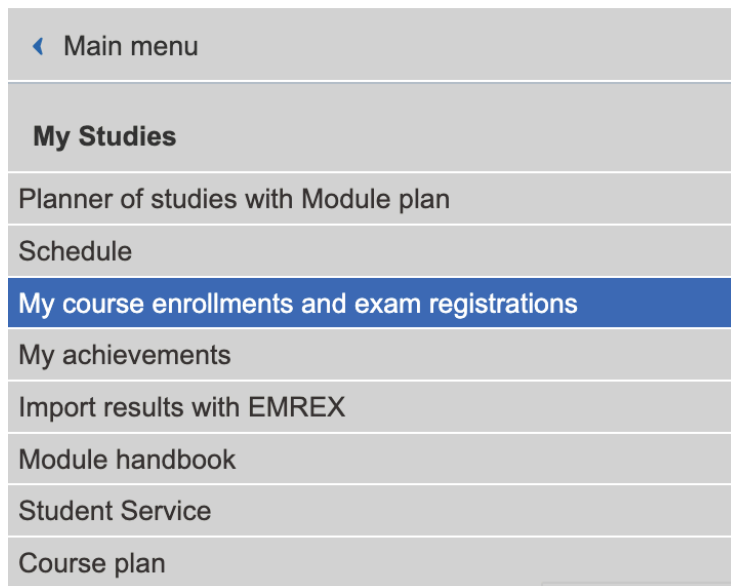 Main menu
My Studies
Planner of studies with Module plan
Schedule
My course enrollments and exam registrations
My achievements
Import results with EMREX
Module handbook
Student Service
Course plan